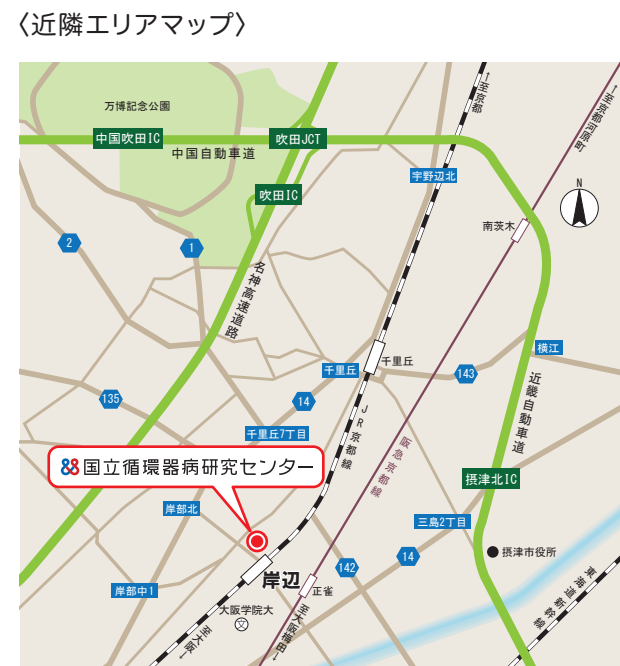 〈近隣エリアマップ〉
万博記念公園
中国吹田IC
吹田JCT
中国自動車道
吹田IC
↑至京都
↑至京都河原町
宇野辺北
N
南茨木
2
1
名神高速道路
千里丘
千里丘
横江
143
135
14
近畿自動車道
JR京都線
千里丘7丁目
阪急京都線
国立循環器病研究センター
摂津北IC
岸部北
三島2丁目
摂津市役所
14
142
岸辺
岸部中1
正雀
大阪学院大
文
至大阪↓
至大阪梅田↓
東海道新幹線